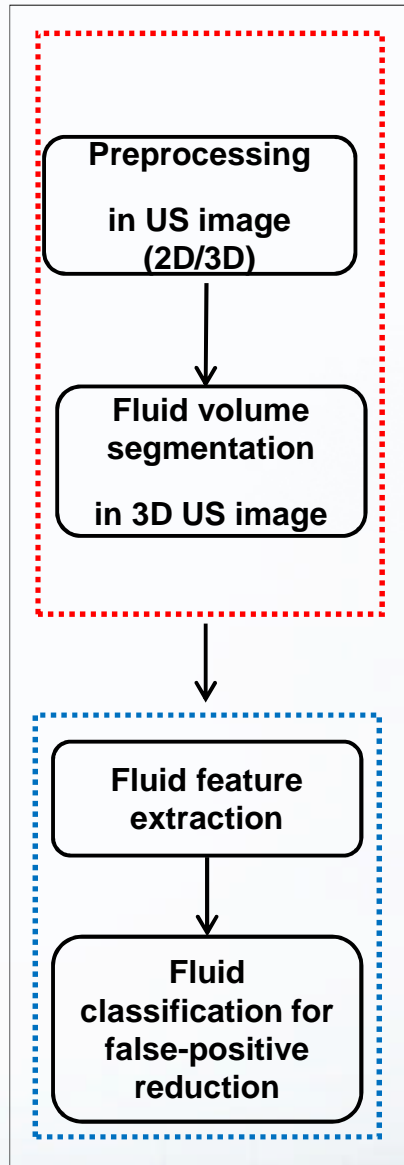 Preprocessing
in US image
(2D/3D)
Fluid volume
segmentation
in 3D US image
Fluid feature
extraction
Fluid
classification for
false-positive
reduction